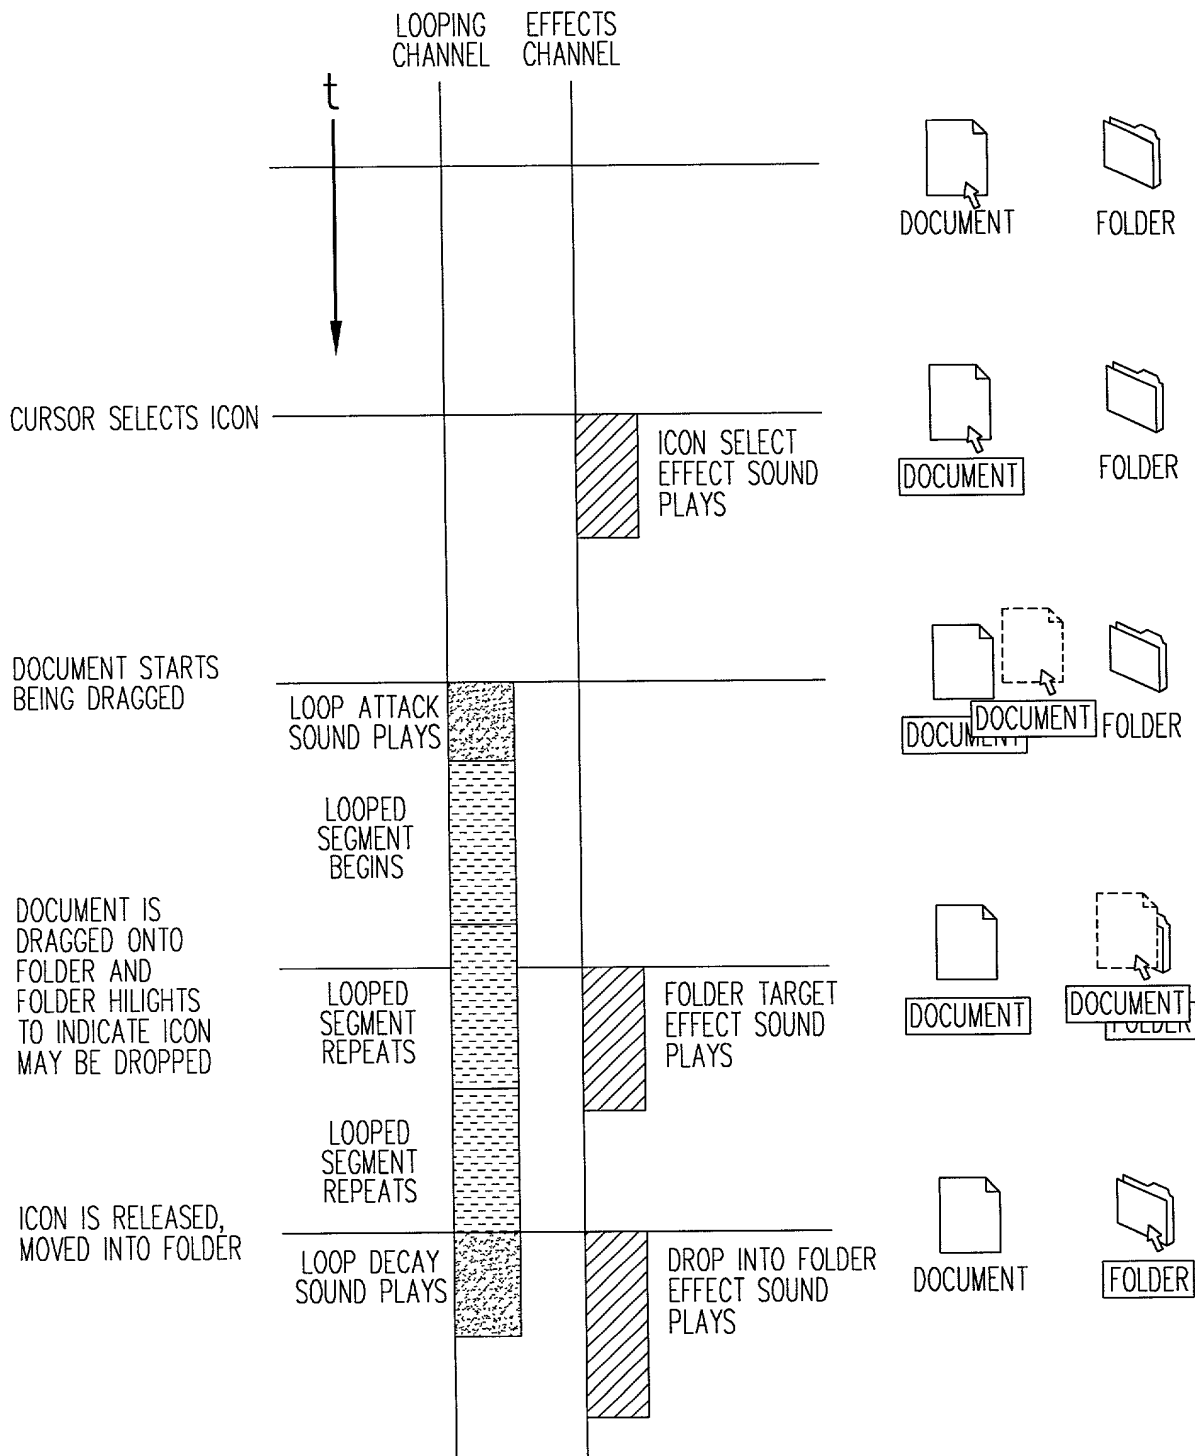 LOOPING
CHANNEL
EFFECTS
CHANNEL
t
DOCUMENT
FOLDER
CURSOR SELECTS ICON
ICON SELECT
EFFECT SOUND
PLAYS
DOCUMENT
FOLDER
DOCUMENT STARTS
BEING DRAGGED
LOOP ATTACK
SOUND PLAYS
DOCUMENT
DOCUMENT
FOLDER
LOOPED
SEGMENT
BEGINS
DOCUMENT IS
DRAGGED ONTO
FOLDER AND
FOLDER HILIGHTS
TO INDICATE ICON
MAY BE DROPPED
LOOPED
SEGMENT
REPEATS
FOLDER TARGET
EFFECT SOUND
PLAYS
DOCUMENT
DOCUMENT
FOLDER
LOOPED
SEGMENT
REPEATS
ICON IS RELEASED,
MOVED INTO FOLDER
LOOP DECAY
SOUND PLAYS
DROP INTO FOLDER
EFFECT SOUND
PLAYS
DOCUMENT
FOLDER